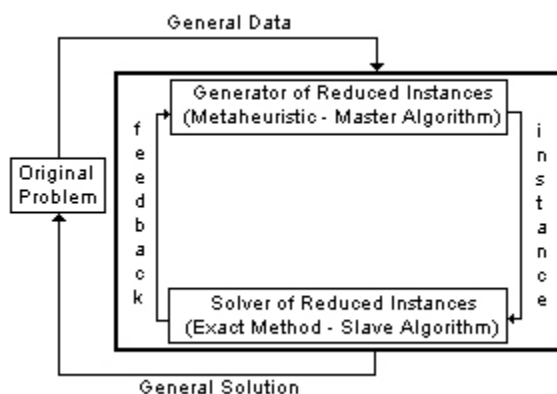 General Data
Generator of Reduced Instances
(Metaheuristic - Master Algorithm)
feedback
instance
Original
Problem
Solver of Reduced Instances
(Exact Method - Slave Algorithm)
General Solution